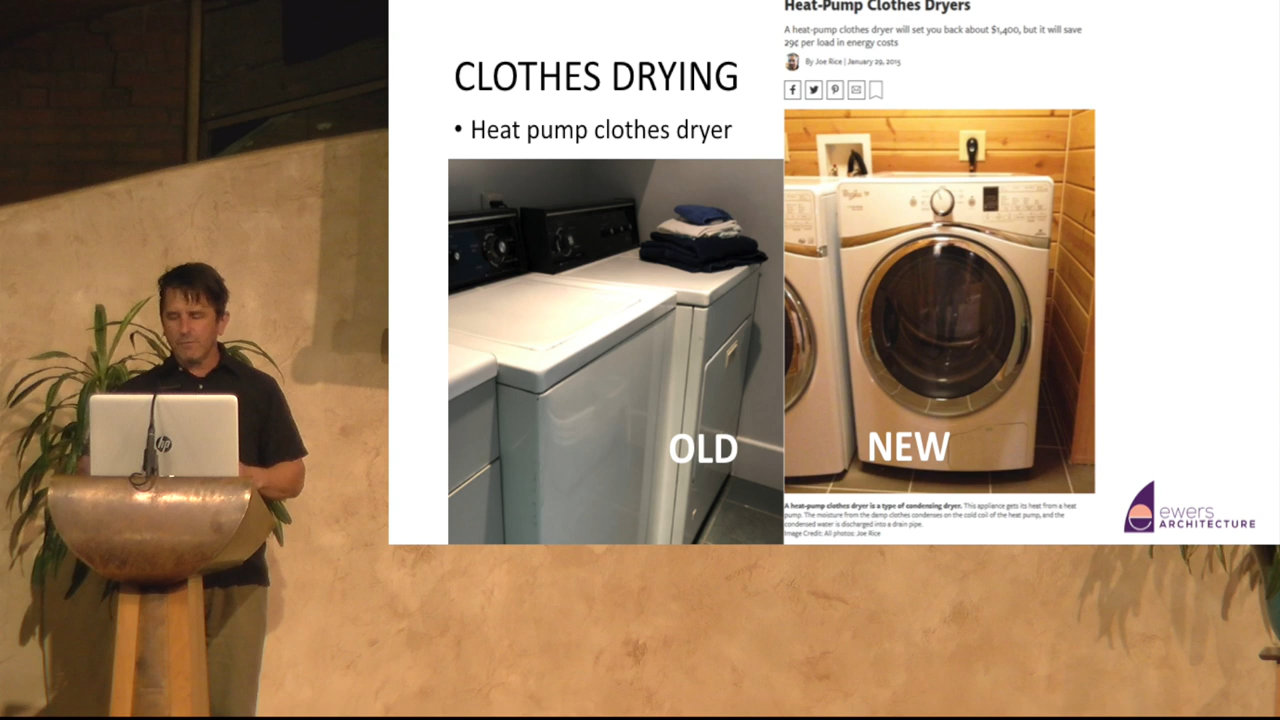 CLOTHES DRYING
• Heat pump clothes dryer
OLD
Heat-Pump Clothes Dryers
A heat-pump clothes dryer will set you back about $1,400, but it will save
29¢ per load in energy costs
By Joe Rice | January 29, 2015
NEW
A heat-pump clothes dryer is a type of condensing dryer. This appliance gets its heat from a heat
pump. The moisture from the damp clothes condenses on the cold coil of the heat pump, and the
condensed water is discharged into a drain pipe.
Image Credit: All photos: Joe Rice
ewers
ARCHITECTURE
hp